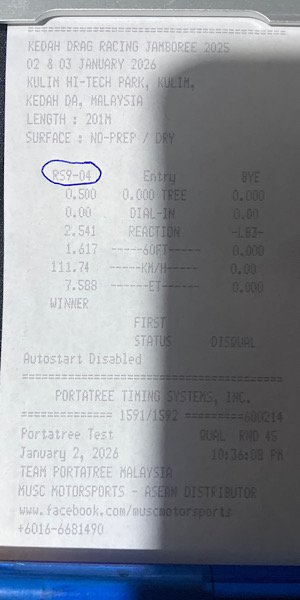 ========================================
KEDAH DRAG RACING JAMBOREE 2025
02 & 03 JANUARY 2026
KULIM HI-TECH PARK, KULIM,
KEDAH DA, MALAYSIA
LENGTH : 201M
SURFACE : NO-PREP / DRY
RS9-04 Entry BYE
0.500 0.000 TREE 0.000
0.00 DIAL-IN 0.00
2.541 REACTION -LB3-
1.617 -----60FT----- 0.000
111.74 -----KM/H----- 0.00
7.588 ------ET------ 0.000
WINNER
FIRST
STATUS DISQUAL
Autostart Disabled
========================================
PORTATREE TIMING SYSTEMS, INC.
============== 1591/1592 =========600214
Portatree Test QUAL RND 45
January 2, 2026 10:36:08 PM
TEAM PORTATREE MALAYSIA
MUSC MOTORSPORTS - ASEAN DISTRIBUTOR
www.facebook.com/muscmotorsports
+6016-6681490